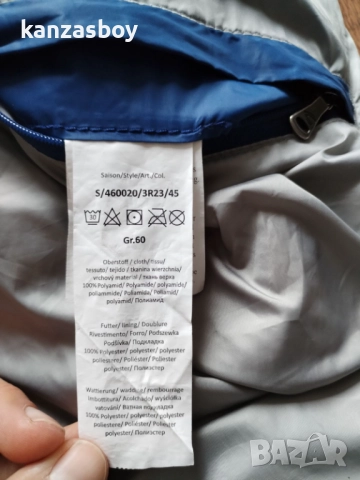 kanzasboy
Saison/Style/Art./Col.
S/460020/3R23/45
30
Gr.60
Oberstoff / cloth/ tissu/
tessuto/ tejido / tkanina wierzchnia/
vrchový material / ткань верха
100% Polyamid/ Polyamide/ polyamide/
poliammide/ Poliamida/ Poliamid/
polyamid/ Полиамид
Futter/ lining/ Doublure
Rivestimento/ Forro/ Podszewka
Podšívka/ Подкладка
100% Polyester/ polyester/ polyester
poliestere/ Poliéster/ Poliester
polyester/ Полиэстер
Wattierung/ wadding/ rembourrage
Imbottitura/ Acolchado/ wyściółka
vatování/ Ватная подкладка
100% Polyester/ polyester/ polyester
poliestere/ Poliéster/ Poliester
polyester/ Полиэстер
BAZAR